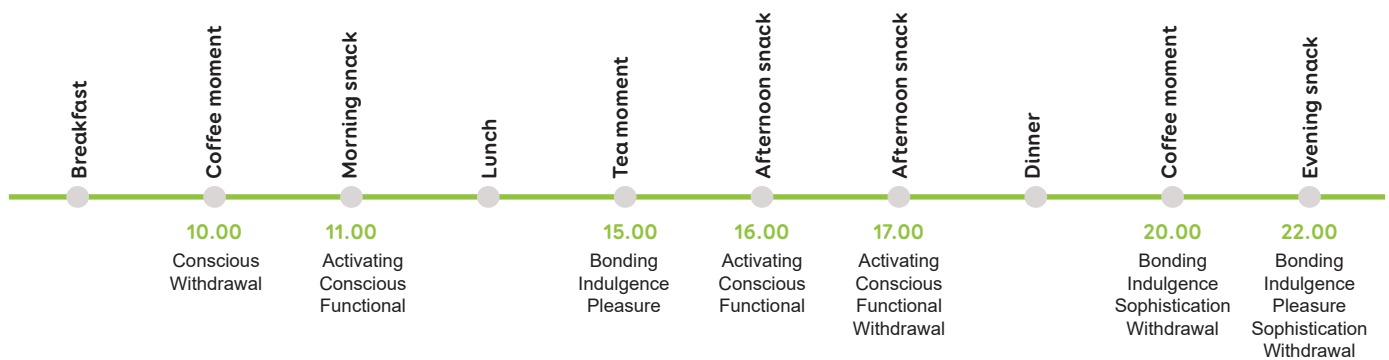 Breakfast
Coffee moment
Morning snack
Lunch
Tea moment
Afternoon snack
Afternoon snack
Dinner
Coffee moment
Evening snack
10.00
Conscious
Withdrawal
11.00
Activating
Conscious
Functional
15.00
Bonding
Indulgence
Pleasure
16.00
Activating
Conscious
Functional
17.00
Activating
Conscious
Functional
Withdrawal
20.00
Bonding
Indulgence
Sophistication
Withdrawal
22.00
Bonding
Indulgence
Pleasure
Sophistication
Withdrawal